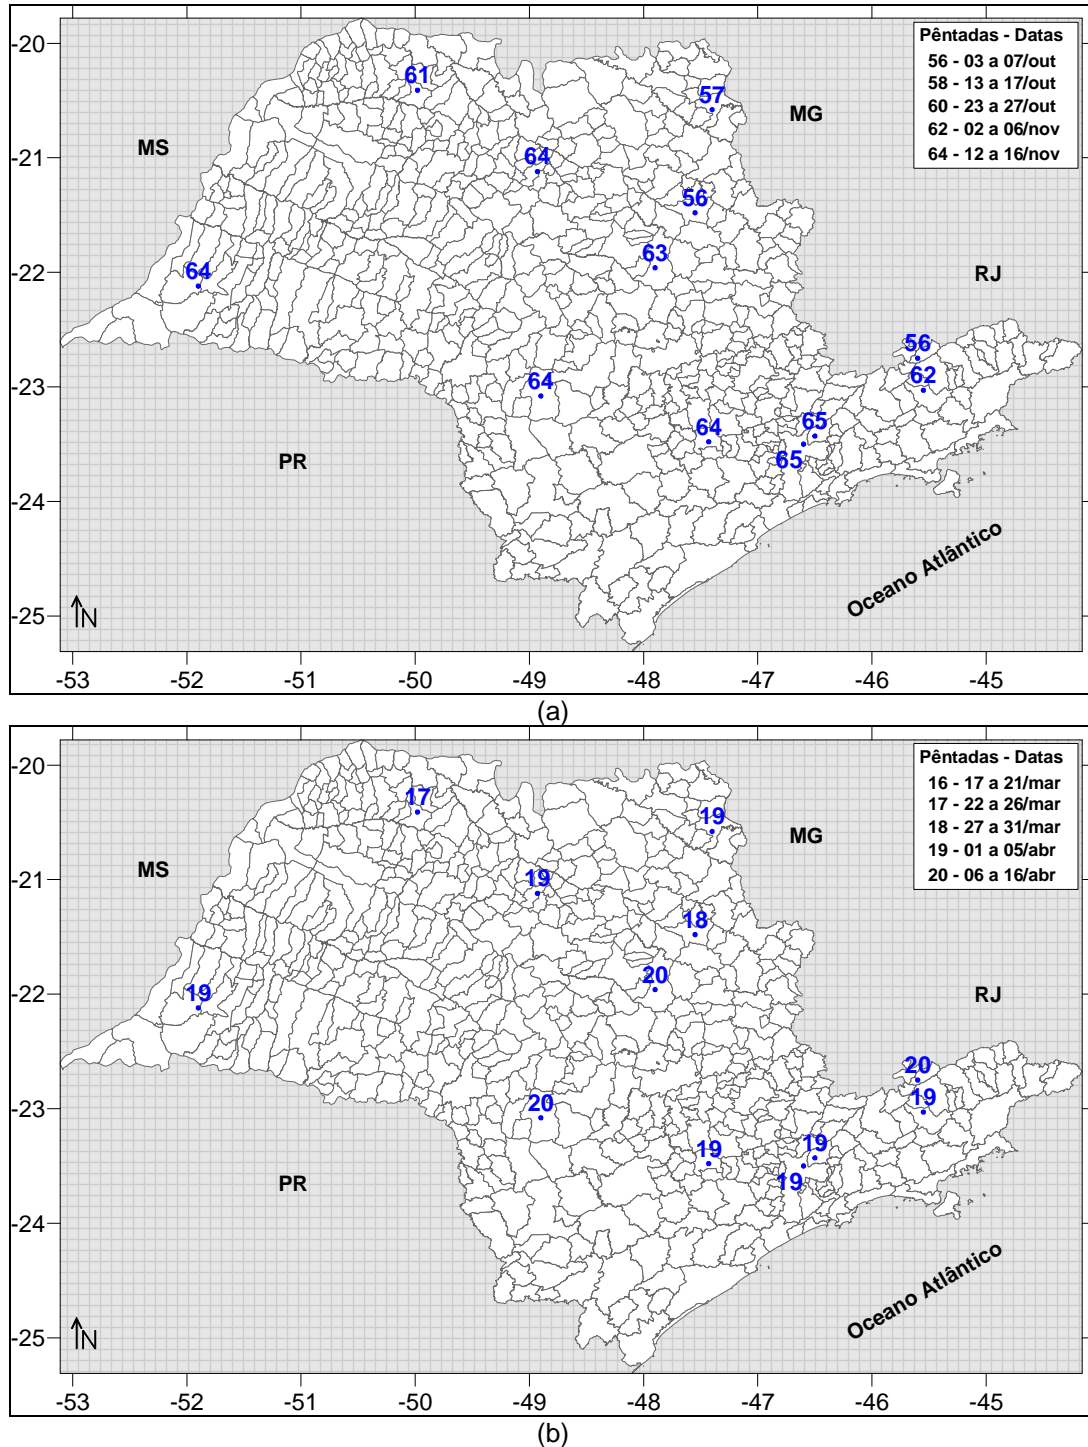 -20
-21
-22
-23
-24
-25
MS
MG
RJ
PR
Oceano Atlântico
N
Pêntadas - Datas
56 - 03 a 07/out
58 - 13 a 17/out
60 - 23 a 27/out
62 - 02 a 06/nov
64 - 12 a 16/nov
61
57
64
56
63
64
56
62
64
64
65
65
-53
-52
-51
-50
-49
-48
-47
-46
-45
(a)
-20
-21
-22
-23
-24
-25
MS
MG
RJ
PR
Oceano Atlântico
N
Pêntadas - Datas
16 - 17 a 21/mar
17 - 22 a 26/mar
18 - 27 a 31/mar
19 - 01 a 05/abr
20 - 06 a 16/abr
17
19
19
18
20
19
20
19
20
19
19
19
-53
-52
-51
-50
-49
-48
-47
-46
-45
(b)